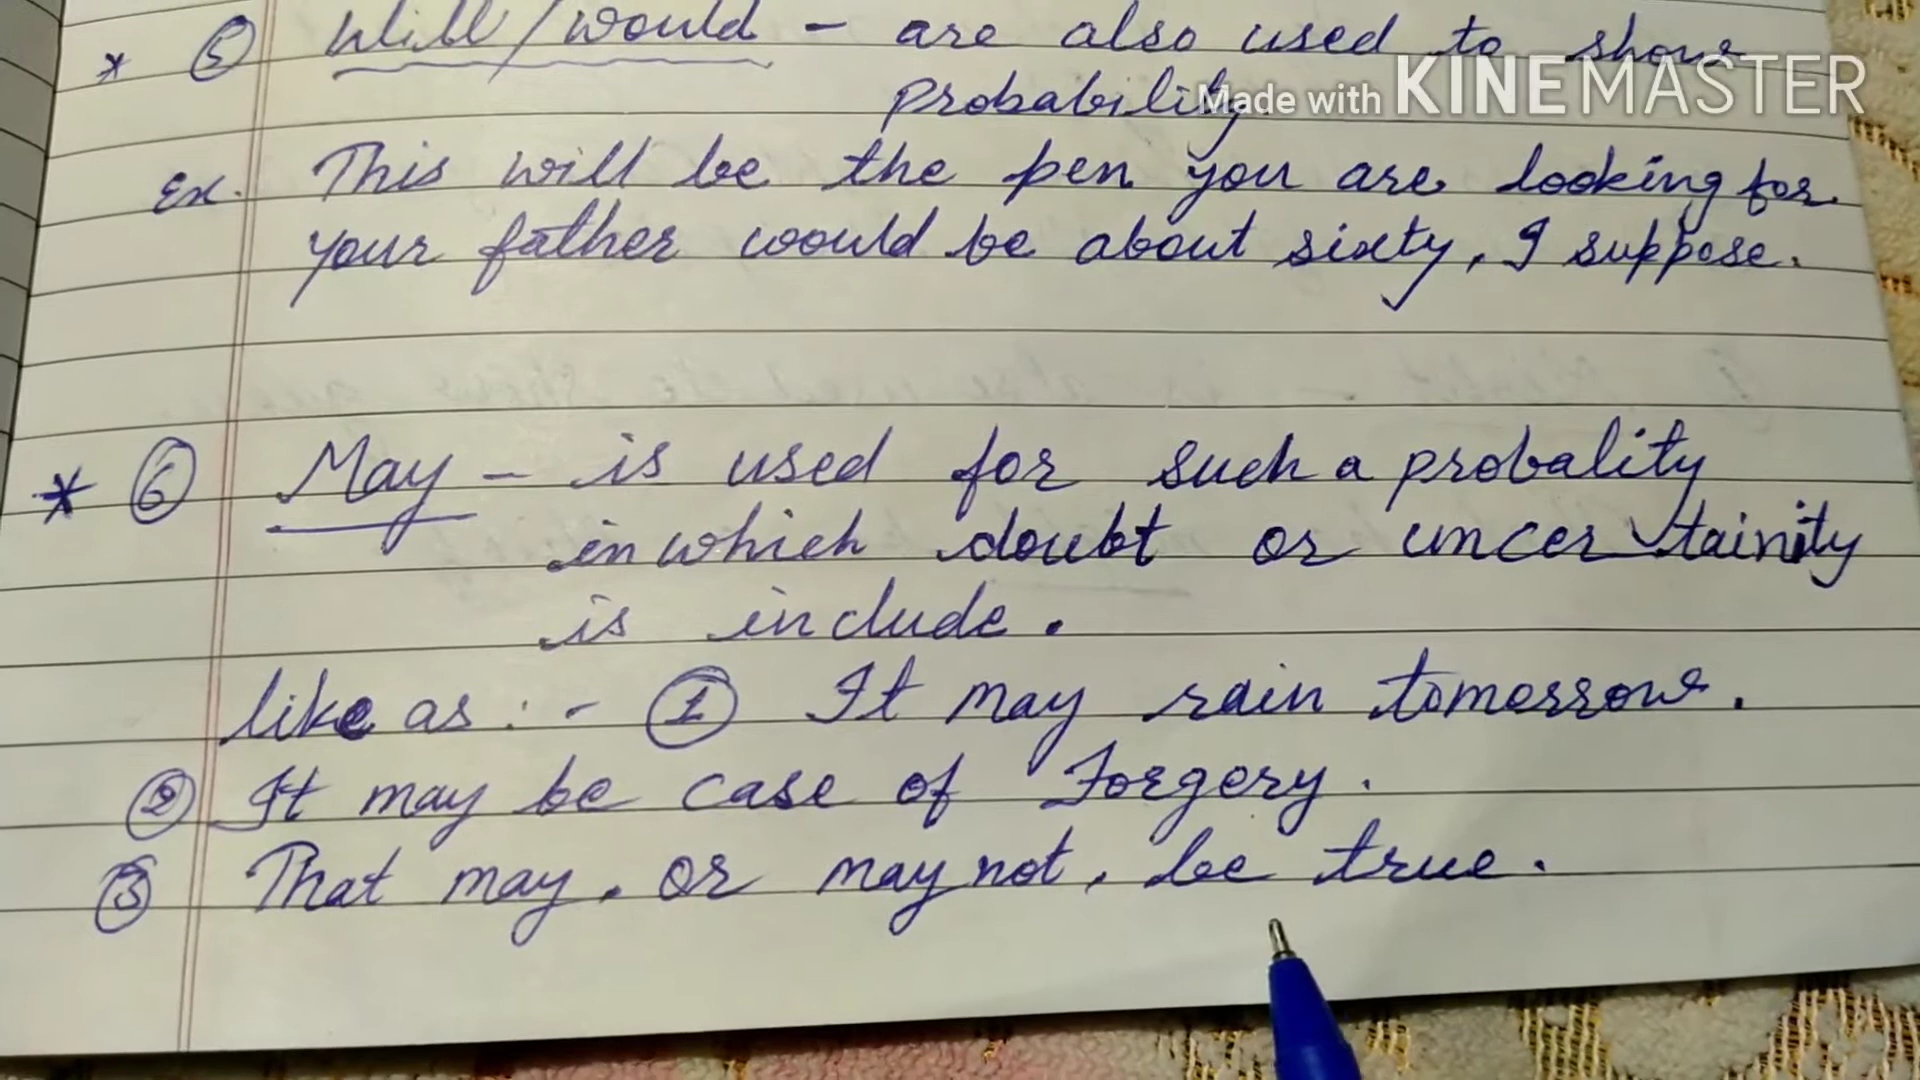 * ⑤ Will/would - are also used to show
probability.
Made with KINEMASTER
Ex. This will be the pen you are looking for.
your father would be about sixty, I suppose.
* ⑥ May - is used for such a probality
in which doubt or uncertainity
is include.
like as :- ① It may rain tomorrow.
② It may be case of Forgery.
③ That may, or may not, be true.